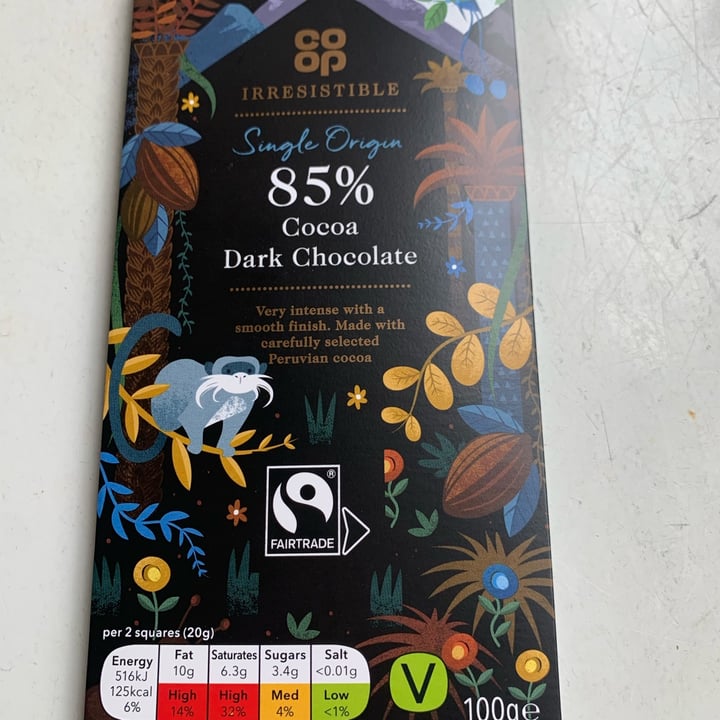 CO
OP
IRRESISTIBLE
Single Origin
85%
Cocoa
Dark Chocolate
Very intense with a
smooth finish. Made with
carefully selected
Peruvian cocoa
®
FAIRTRADE
per 2 squares (20g)
Energy
516kJ
125kcal
6%
Fat
10g
High
14%
Saturates
6.3g
High
32%
Sugars
3.4g
Med
4%
Salt
<0.01g
Low
<1%
V
100g℮